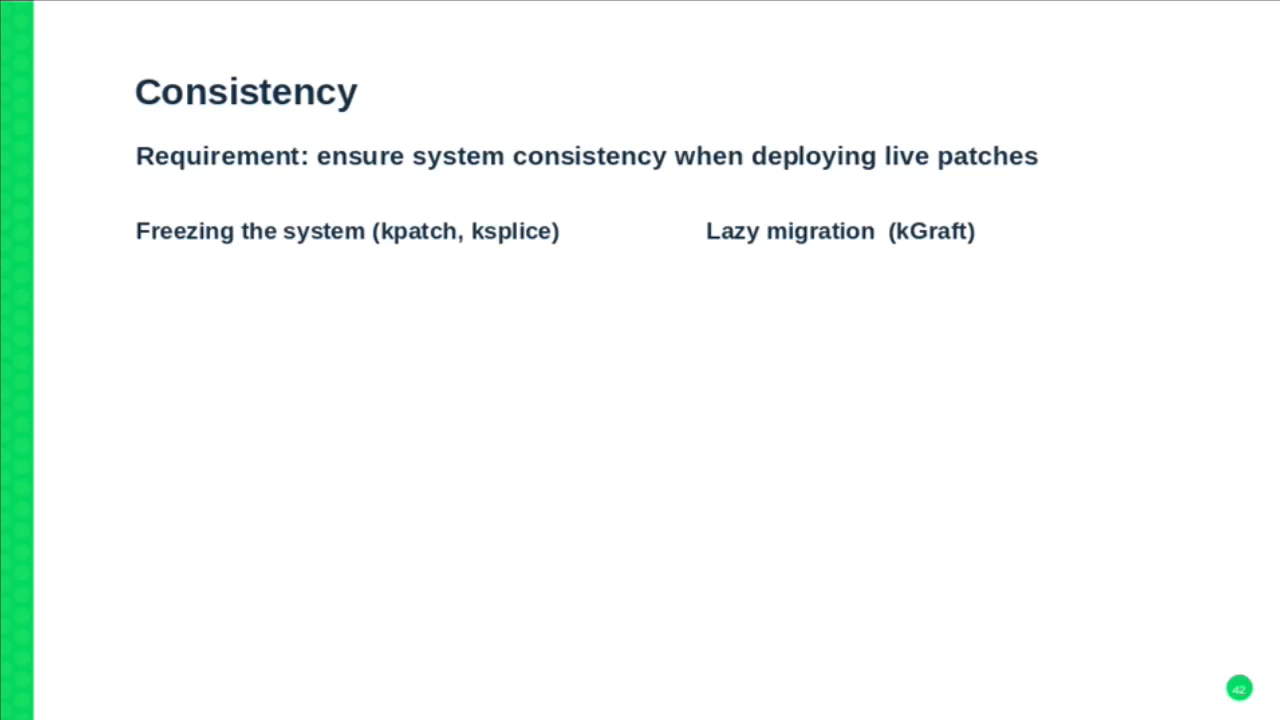 Consistency
Requirement: ensure system consistency when deploying live patches
Freezing the system (kpatch, ksplice)
Lazy migration  (kGraft)
42